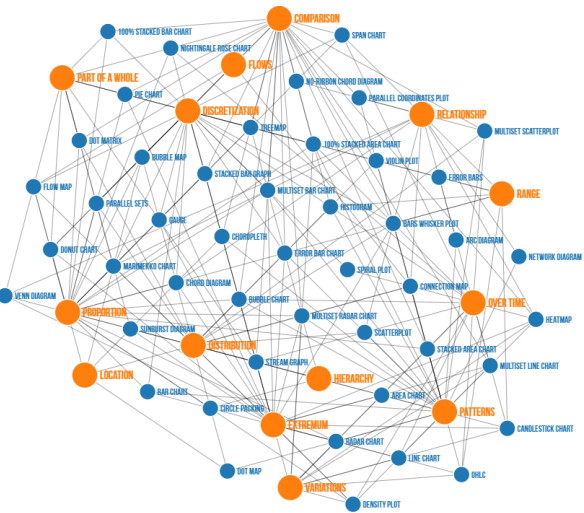 COMPARISON
100% STACKED BAR CHART
SPAN CHART
NIGHTINGALE ROSE CHART
FLOWS
PART OF A WHOLE
NO-RIBBON CHORD DIAGRAM
PIE CHART
PARALLEL COORDINATES PLOT
DISCRETIZATION
RELATIONSHIP
TREEMAP
MULTISET SCATTERPLOT
DOT MATRIX
100% STACKED AREA CHART
BUBBLE MAP
VIOLIN PLOT
STACKED BAR GRAPH
ERROR BARS
FLOW MAP
MULTISET BAR CHART
RANGE
PARALLEL SETS
HISTOGRAM
GAUGE
BARS WHISKER PLOT
CHOROPLETH
ARC DIAGRAM
DONUT CHART
ERROR BAR CHART
NETWORK DIAGRAM
MARIMEKKO CHART
SPIRAL PLOT
CHORD DIAGRAM
CONNECTION MAP
VENN DIAGRAM
BUBBLE CHART
OVER TIME
PROPORTION
MULTISET RADAR CHART
HEATMAP
SUNBURST DIAGRAM
SCATTERPLOT
DISTRIBUTION
STACKED AREA CHART
STREAM GRAPH
MULTISET LINE CHART
LOCATION
HIERARCHY
BAR CHART
AREA CHART
CIRCLE PACKING
PATTERNS
EXTREMUM
CANDLESTICK CHART
RADAR CHART
LINE CHART
DOT MAP
OHLC
VARIATIONS
DENSITY PLOT